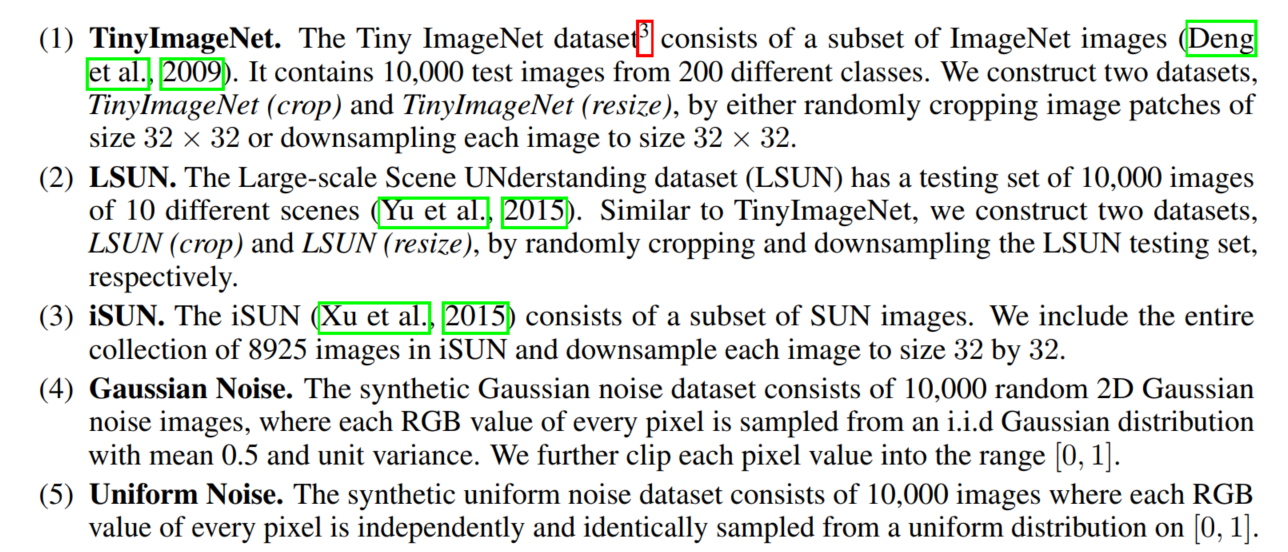 (1) TinyImageNet. The Tiny ImageNet dataset³ consists of a subset of ImageNet images (Deng
et al., 2009). It contains 10,000 test images from 200 different classes. We construct two datasets,
TinyImageNet (crop) and TinyImageNet (resize), by either randomly cropping image patches of
size 32 × 32 or downsampling each image to size 32 × 32.
(2) LSUN. The Large-scale Scene UNderstanding dataset (LSUN) has a testing set of 10,000 images
of 10 different scenes (Yu et al., 2015). Similar to TinyImageNet, we construct two datasets,
LSUN (crop) and LSUN (resize), by randomly cropping and downsampling the LSUN testing set,
respectively.
(3) iSUN. The iSUN (Xu et al., 2015) consists of a subset of SUN images. We include the entire
collection of 8925 images in iSUN and downsample each image to size 32 by 32.
(4) Gaussian Noise. The synthetic Gaussian noise dataset consists of 10,000 random 2D Gaussian
noise images, where each RGB value of every pixel is sampled from an i.i.d Gaussian distribution
with mean 0.5 and unit variance. We further clip each pixel value into the range [0, 1].
(5) Uniform Noise. The synthetic uniform noise dataset consists of 10,000 images where each RGB
value of every pixel is independently and identically sampled from a uniform distribution on [0, 1].